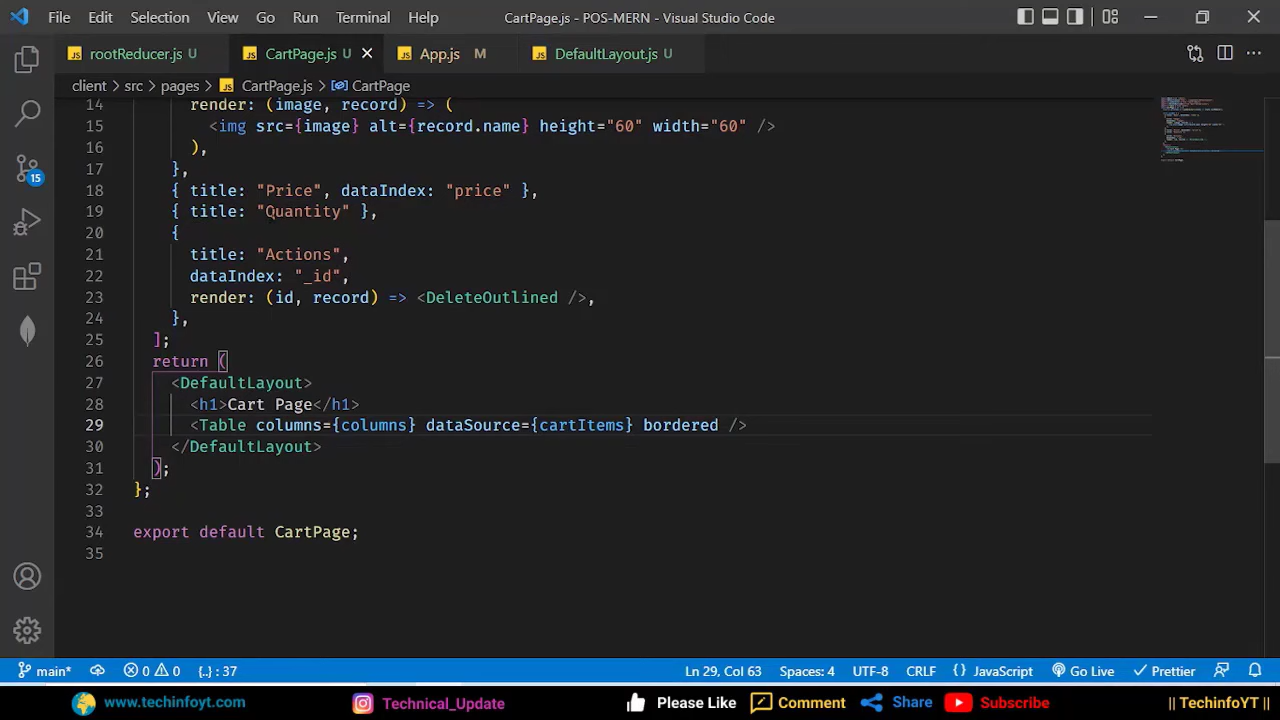 File Edit Selection View Go Run Terminal Help CartPage.js - POS-MERN - Visual Studio Code
JS rootReducer.js U JS CartPage.js U × JS App.js M JS DefaultLayout.js U
client > src > pages > JS CartPage.js > CartPage
14 render: (image, record) => (
15 <img src={image} alt={record.name} height="60" width="60" />
16 ),
17 },
18 { title: "Price", dataIndex: "price" },
19 { title: "Quantity" },
20 {
21 title: "Actions",
22 dataIndex: "_id",
23 render: (id, record) => <DeleteOutlined />,
24 },
25 ];
26 return (
27 <DefaultLayout>
28 <h1>Cart Page</h1>
29 <Table columns={columns} dataSource={cartItems} bordered />
30 </DefaultLayout>
31 );
32 };
33
34 export default CartPage;
35
15
main* 0 0 {..} : 37 Ln 29, Col 63 Spaces: 4 UTF-8 CRLF {} JavaScript Go Live Prettier
www.techinfoyt.com Technical_Update Please Like Comment Share Subscribe || TechinfoYT ||